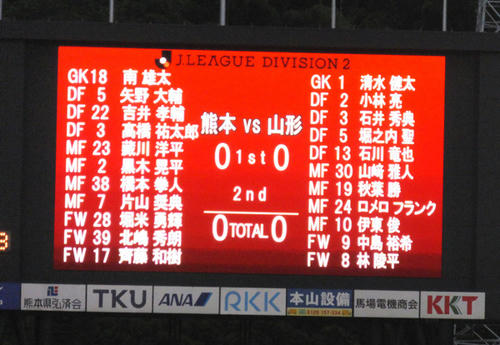 J.LEAGUE DIVISION 2
GK 18 南 雄太
DF 5 矢野 大輔
DF 22 吉井 孝輔
DF 3 高橋 祐太郎
MF 23 藏川 洋平
MF 2 黒木 晃平
MF 38 橋本 拳人
MF 7 片山 奨典
FW 28 堀米 勇輝
FW 39 北嶋 秀朗
FW 17 齊藤 和樹
熊本 vs 山形
0 1st 0
2nd
0 TOTAL 0
GK 1 清水 健太
DF 2 小林 亮
DF 3 石井 秀典
DF 5 堀之内 聖
DF 13 石川 竜也
MF 30 山崎 雅人
MF 19 秋葉 勝
MF 24 ロメロ フランク
MF 10 伊東 俊
FW 9 中島 裕希
FW 8 林 陵平
熊本県弘済会
TKU
ANA
RKK
本山設備
馬場電機商会
KKT